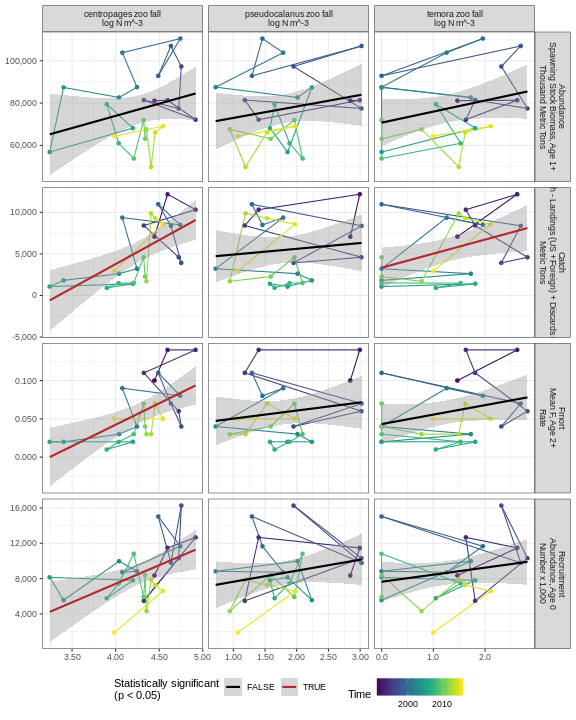 centropages zoo fall
log N m^-3
pseudocalanus zoo fall
log N m^-3
temora zoo fall
log N m^-3
100,000
80,000
60,000
Abundance
Spawning Stock Biomass, Age 1+
Thousand Metric Tons
10,000
5,000
0
-5,000
Catch
h - Landings (US +Foreign) + Discards
Metric Tons
0.100
0.050
0.000
Fmort
Mean F, Age 2+
Rate
16,000
12,000
8,000
4,000
Recruitment
Abundance, Age 0
Number x 1,000
3.50 4.00 4.50 5.00 1.00 1.50 2.00 2.50 3.00 0.0 1.0 2.0
Statistically significant
(p < 0.05)
FALSE TRUE
Time
2000 2010